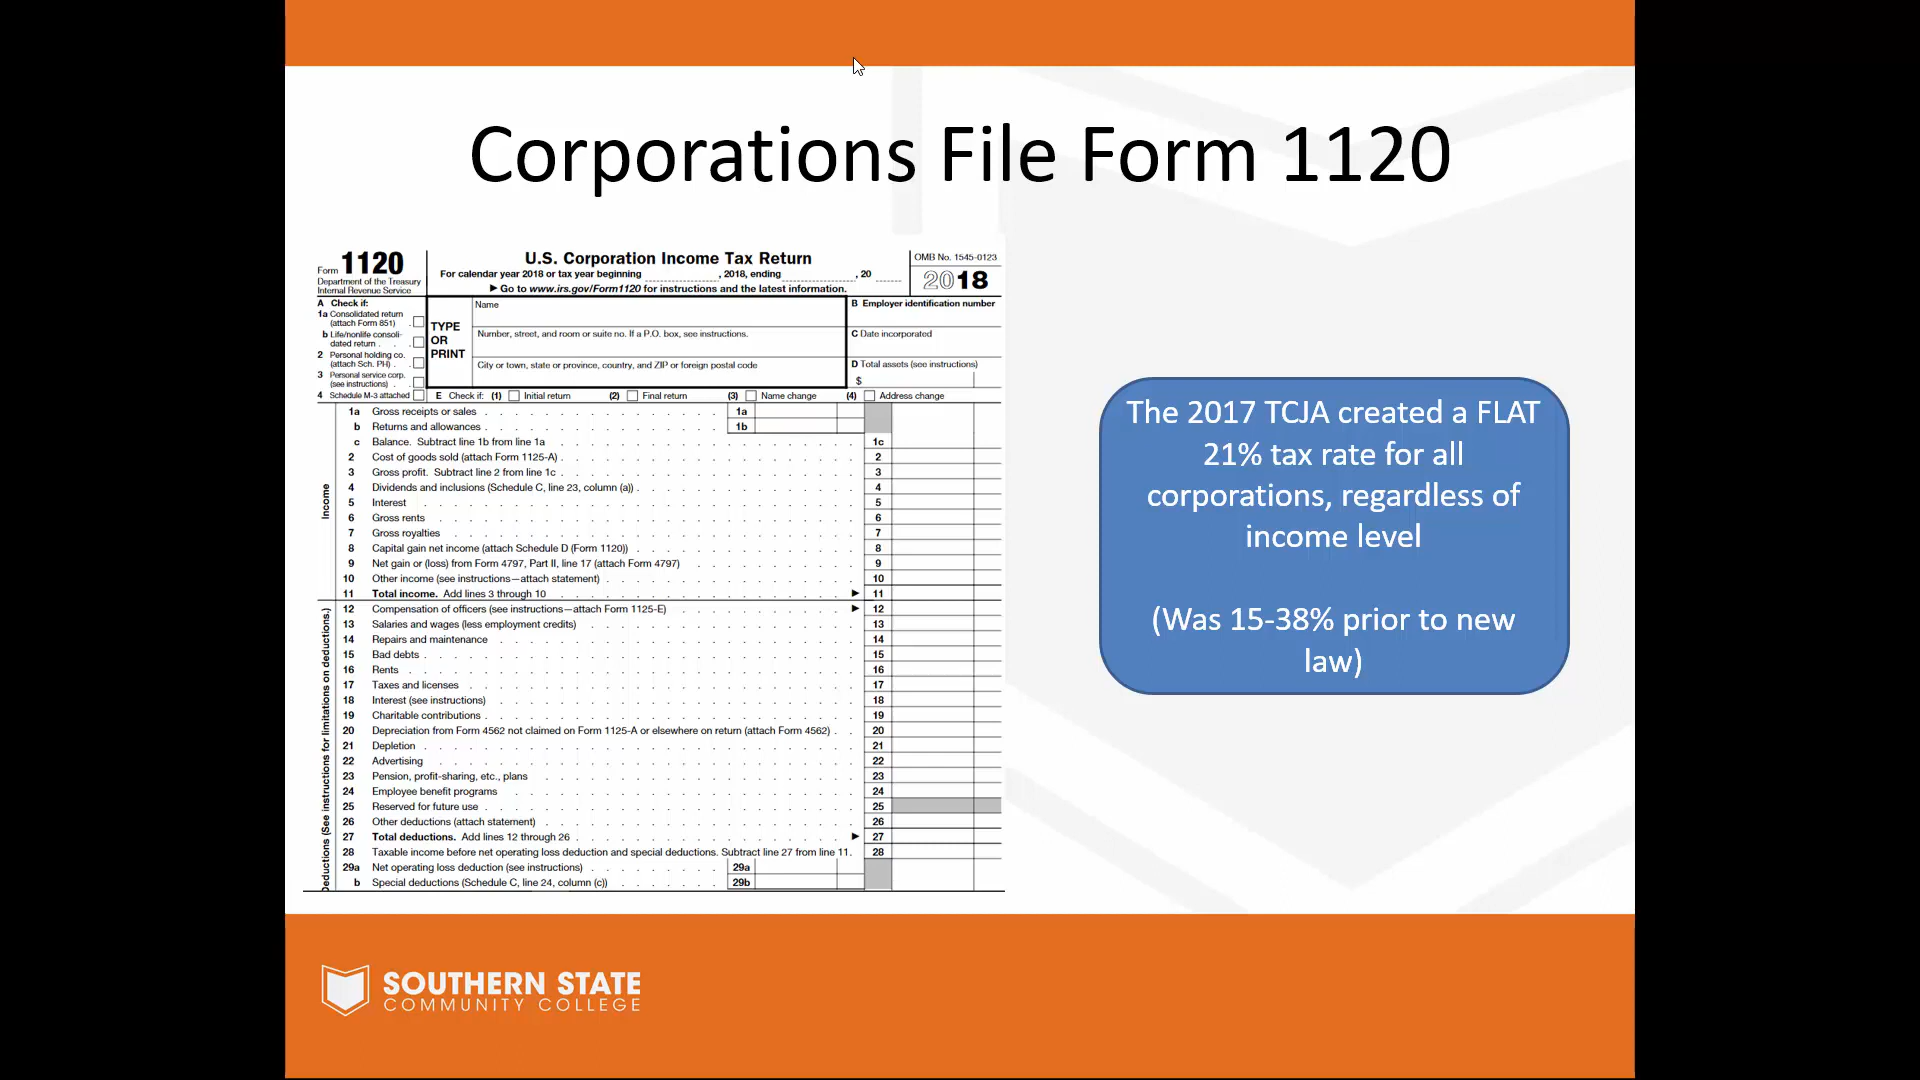 Corporations File Form 1120
Form 1120
Department of the Treasury
Internal Revenue Service
U.S. Corporation Income Tax Return
For calendar year 2018 or tax year beginning , 2018, ending , 20
▶ Go to www.irs.gov/Form1120 for instructions and the latest information.
OMB No. 1545-0123
2018
A Check if:
1a Consolidated return
(attach Form 851) .
b Life/nonlife consoli-
dated return . . .
2 Personal holding co.
(attach Sch. PH) . .
3 Personal service corp.
(see instructions) . .
4 Schedule M-3 attached
TYPE
OR
PRINT
Name
Number, street, and room or suite no. If a P.O. box, see instructions.
City or town, state or province, country, and ZIP or foreign postal code
B Employer identification number
C Date incorporated
D Total assets (see instructions)
$
E Check if: (1) Initial return (2) Final return (3) Name change (4) Address change
Income
1a Gross receipts or sales 1a
b Returns and allowances 1b
c Balance. Subtract line 1b from line 1a 1c
2 Cost of goods sold (attach Form 1125-A) 2
3 Gross profit. Subtract line 2 from line 1c 3
4 Dividends and inclusions (Schedule C, line 23, column (a)) 4
5 Interest 5
6 Gross rents 6
7 Gross royalties 7
8 Capital gain net income (attach Schedule D (Form 1120)) 8
9 Net gain or (loss) from Form 4797, Part II, line 17 (attach Form 4797) 9
10 Other income (see instructions—attach statement) 10
11 Total income. Add lines 3 through 10 ▶ 11
Deductions (See instructions for limitations on deductions.)
12 Compensation of officers (see instructions—attach Form 1125-E) ▶ 12
13 Salaries and wages (less employment credits) 13
14 Repairs and maintenance 14
15 Bad debts 15
16 Rents 16
17 Taxes and licenses 17
18 Interest (see instructions) 18
19 Charitable contributions 19
20 Depreciation from Form 4562 not claimed on Form 1125-A or elsewhere on return (attach Form 4562) 20
21 Depletion 21
22 Advertising 22
23 Pension, profit-sharing, etc., plans 23
24 Employee benefit programs 24
25 Reserved for future use 25
26 Other deductions (attach statement) 26
27 Total deductions. Add lines 12 through 26 ▶ 27
28 Taxable income before net operating loss deduction and special deductions. Subtract line 27 from line 11. 28
29a Net operating loss deduction (see instructions) 29a
b Special deductions (Schedule C, line 24, column (c)) 29b
The 2017 TCJA created a FLAT
21% tax rate for all
corporations, regardless of
income level
(Was 15-38% prior to new
law)
SOUTHERN STATE
COMMUNITY COLLEGE